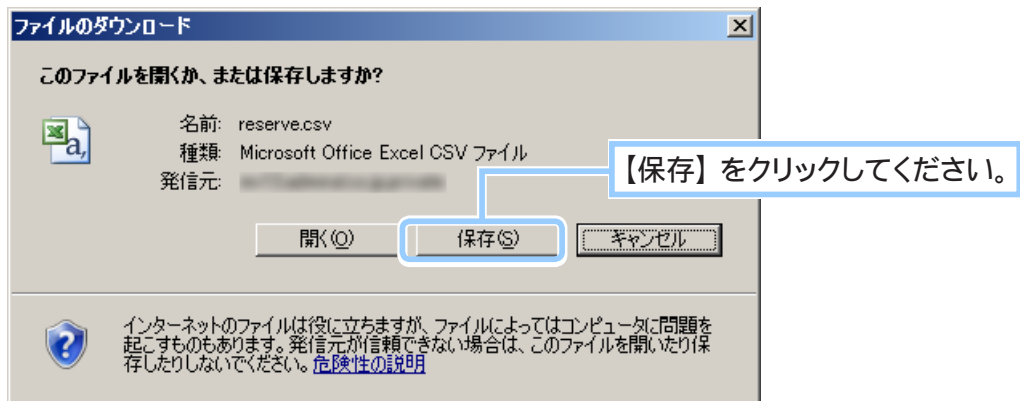 ファイルのダウンロード
このファイルを開くか、または保存しますか?
名前: reserve.csv
種類: Microsoft Office Excel CSV ファイル
発信元:
【保存】をクリックしてください。
開く(O) 保存(S) キャンセル
インターネットのファイルは役に立ちますが、ファイルによってはコンピュータに問題を
起こすものもあります。発信元が信頼できない場合は、このファイルを開いたり保
存したりしないでください。危険性の説明